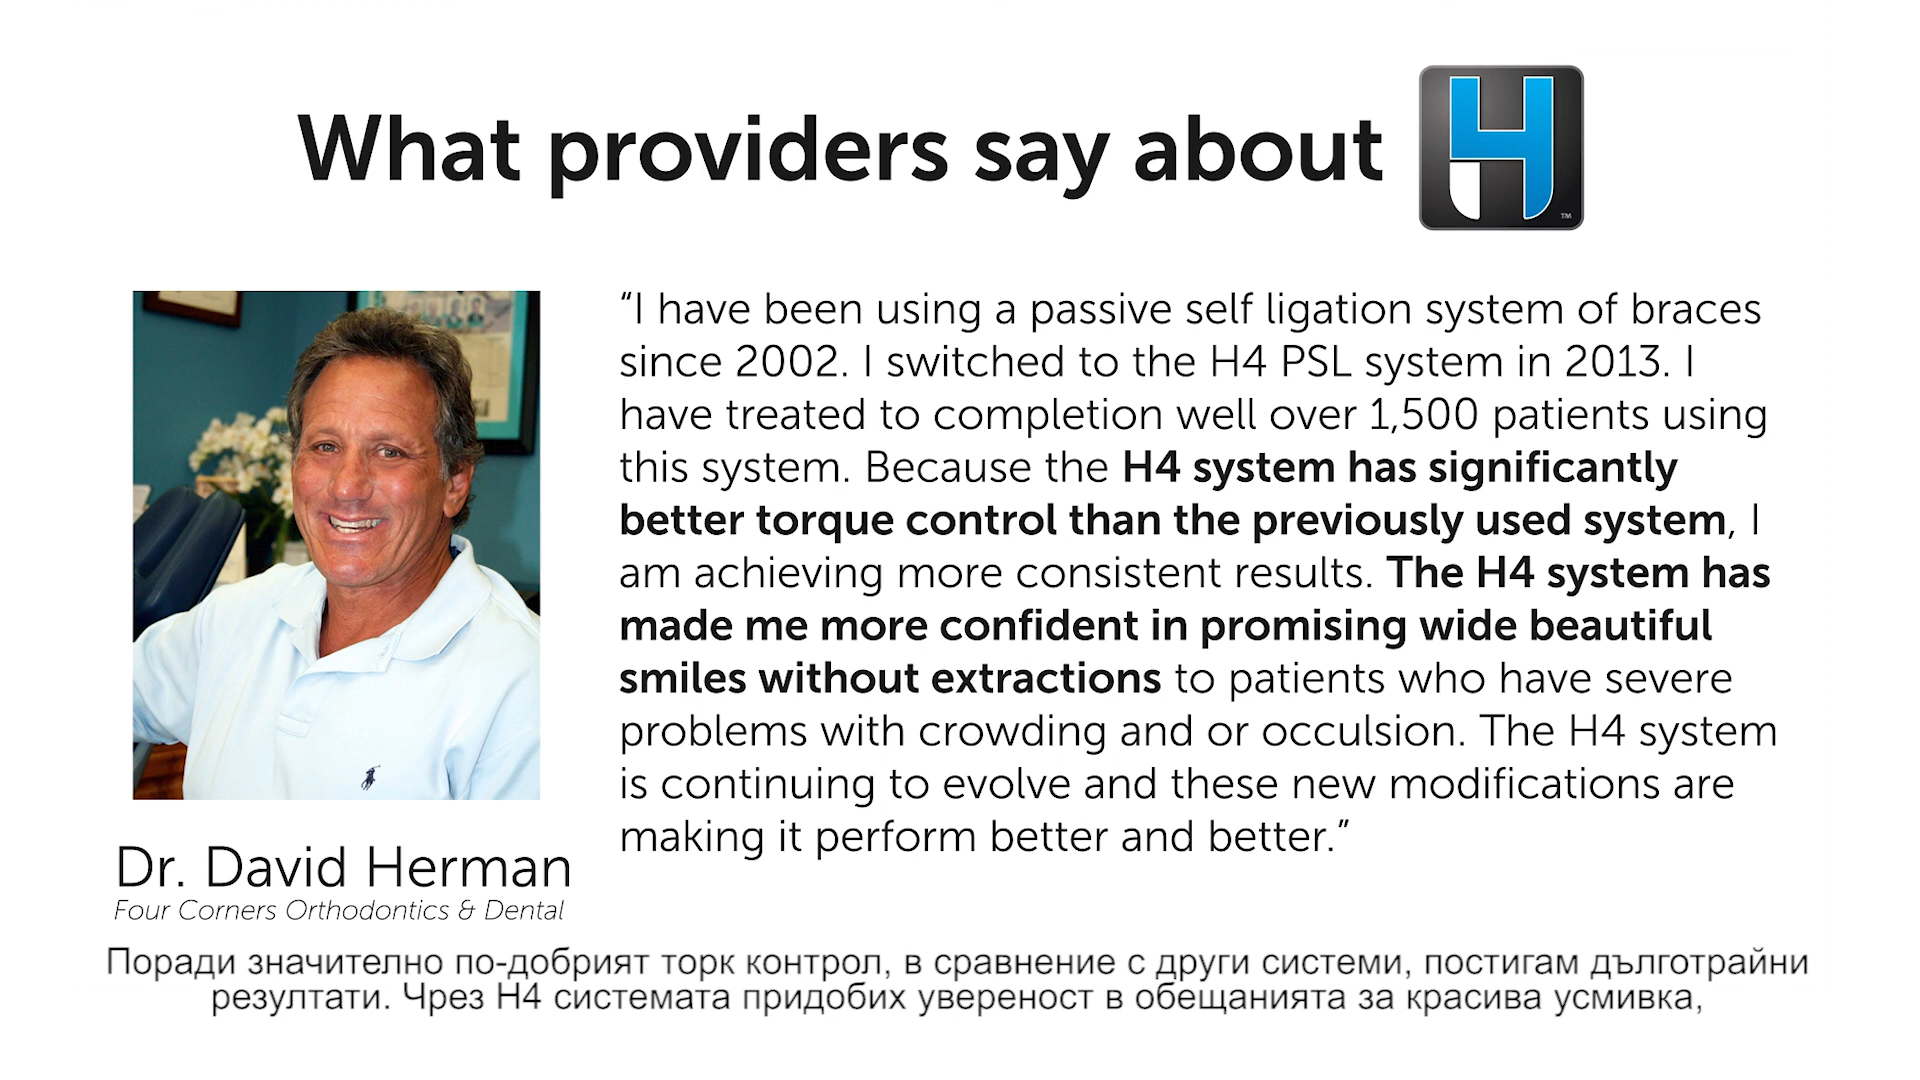 What providers say about H4
TM
“I have been using a passive self ligation system of braces
since 2002. I switched to the H4 PSL system in 2013. I
have treated to completion well over 1,500 patients using
this system. Because the H4 system has significantly
better torque control than the previously used system, I
am achieving more consistent results. The H4 system has
made me more confident in promising wide beautiful
smiles without extractions to patients who have severe
problems with crowding and or occulsion. The H4 system
is continuing to evolve and these new modifications are
making it perform better and better.”
Dr. David Herman
Four Corners Orthodontics & Dental
Поради значително по-добрият торк контрол, в сравнение с други системи, постигам дълготрайни
резултати. Чрез H4 системата придобих увереност в обещанията за красива усмивка,